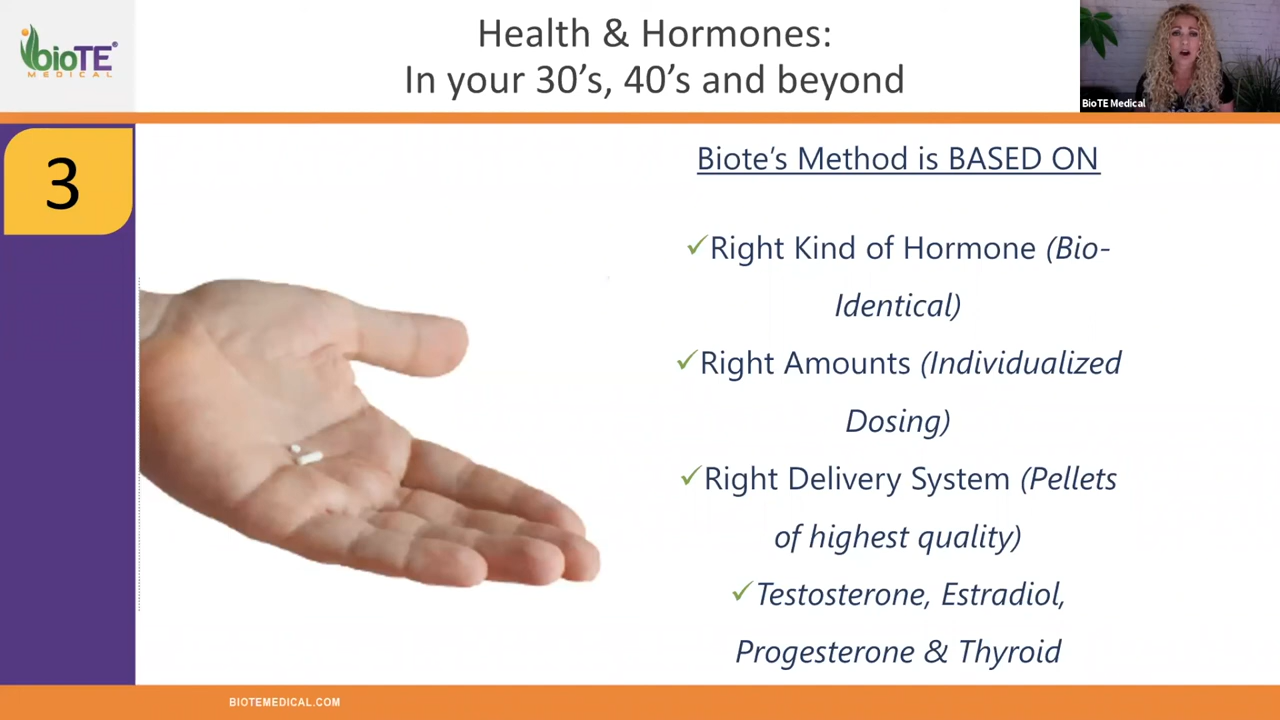 bioTE®
MEDICAL
Health & Hormones:
In your 30’s, 40’s and beyond
BioTE Medical
3
Biote’s Method is BASED ON
✓Right Kind of Hormone (Bio-
Identical)
✓Right Amounts (Individualized
Dosing)
✓Right Delivery System (Pellets
of highest quality)
✓Testosterone, Estradiol,
Progesterone & Thyroid
BIOTEMEDICAL.COM